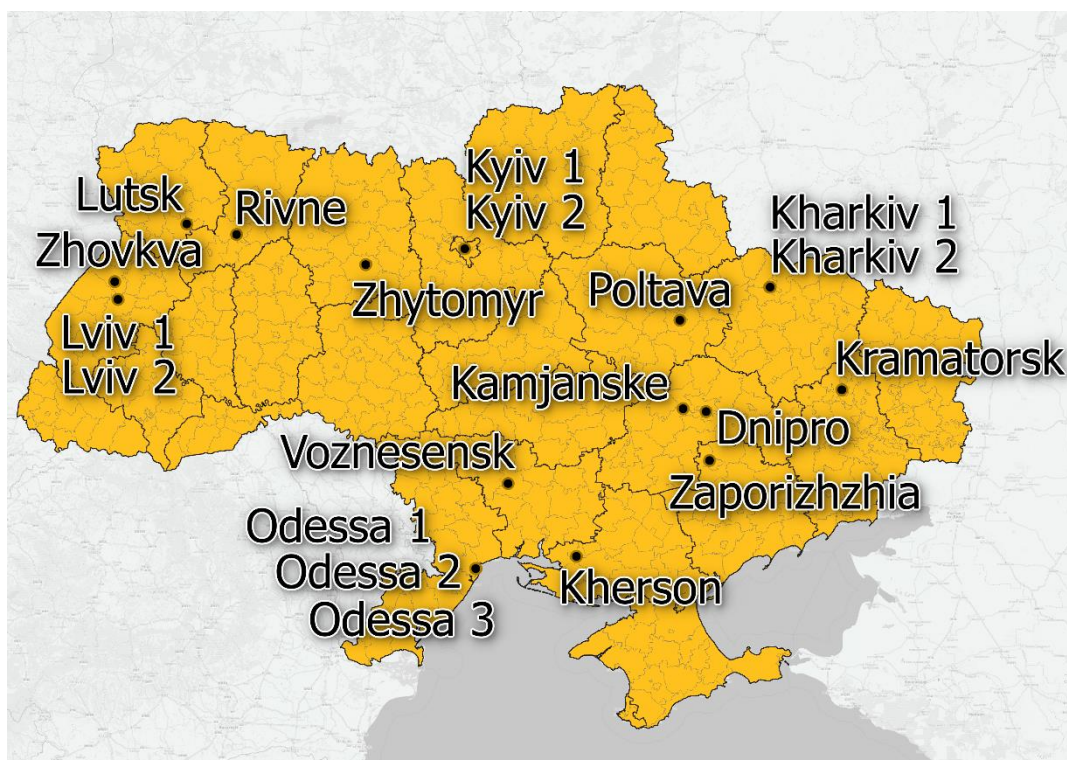 Kyiv 1
Kyiv 2
Lutsk
Rivne
Kharkiv 1
Kharkiv 2
Zhovkva
Zhytomyr
Poltava
Lviv 1
Lviv 2
Kramatorsk
Kamjanske
Dnipro
Voznesensk
Zaporizhzhia
Odessa 1
Odessa 2
Odessa 3
Kherson